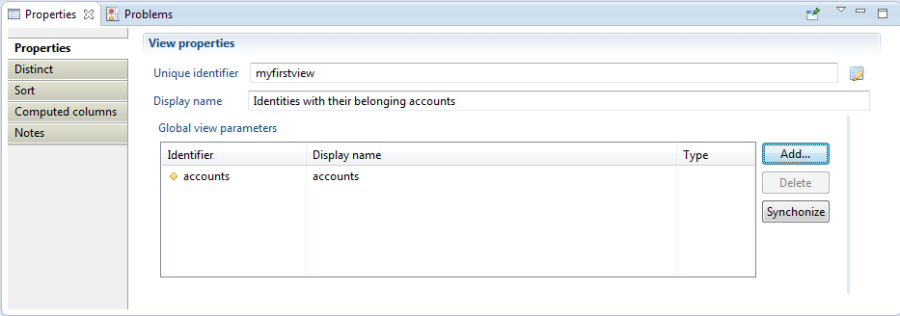 Properties Problems
Properties
Distinct
Sort
Computed columns
Notes
View properties
Unique identifier myfirstview
Display name Identities with their belonging accounts
Global view parameters
Identifier Display name Type
accounts accounts
Add...
Delete
Synchonize